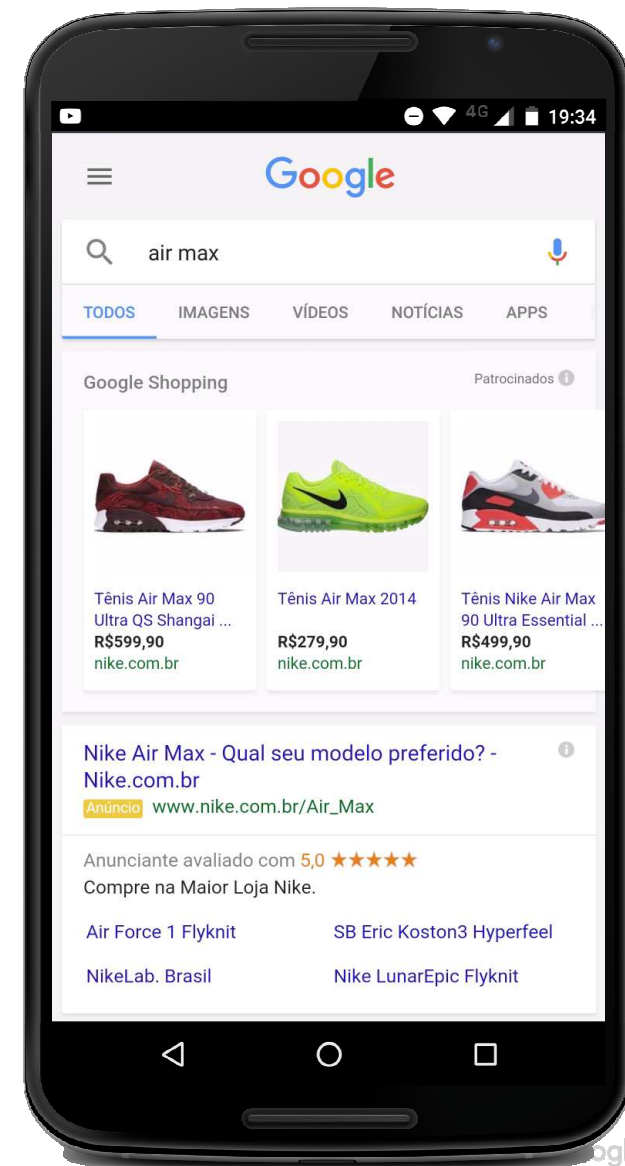 4G 19:34
Google
air max
TODOS IMAGENS VÍDEOS NOTÍCIAS APPS
Google Shopping Patrocinados
Tênis Air Max 90
Ultra QS Shangai ...
R$599,90
nike.com.br
Tênis Air Max 2014
R$279,90
nike.com.br
Tênis Nike Air Max
90 Ultra Essential ...
R$499,90
nike.com.br
Nike Air Max - Qual seu modelo preferido? -
Nike.com.br
Anúncio www.nike.com.br/Air_Max
Anunciante avaliado com 5,0 ★★★★★
Compre na Maior Loja Nike.
Air Force 1 Flyknit SB Eric Koston3 Hyperfeel
NikeLab. Brasil Nike LunarEpic Flyknit